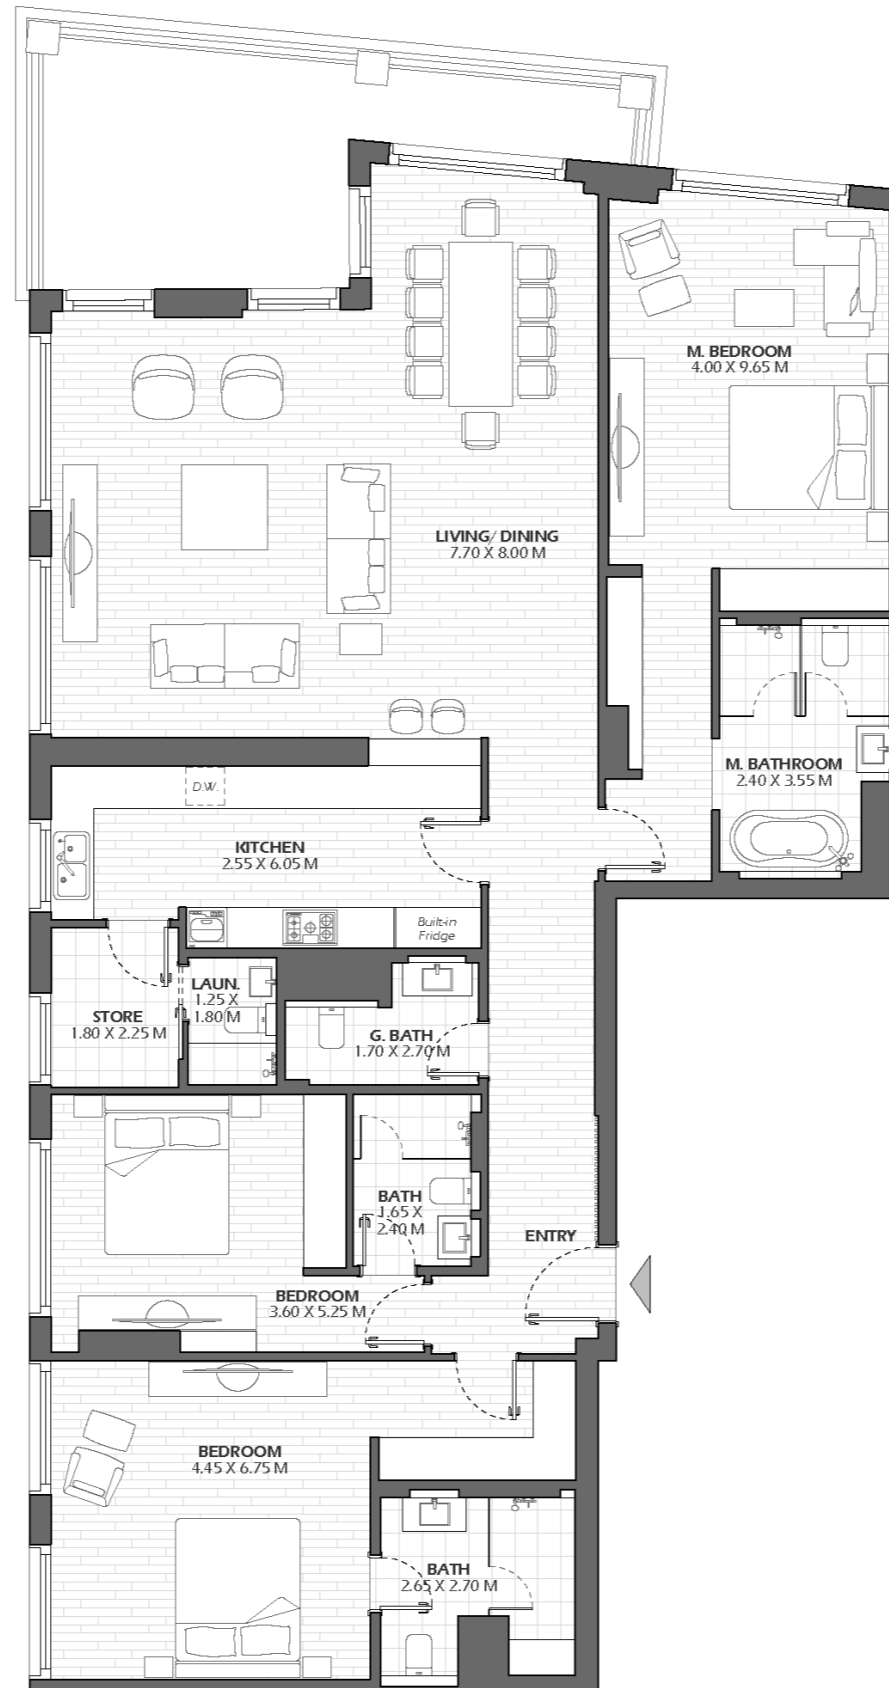 M. BEDROOM
4.00 X 9.65 M
LIVING/ DINING
7.70 X 8.00 M
D.W.
M. BATHROOM
2.40 X 3.55 M
KITCHEN
2.55 X 6.05 M
Built-in
Fridge
LAUN.
1.25 X
1.80 M
STORE
1.80 X 2.25 M
G. BATH
1.70 X 2.70 M
BATH
1.65 X
2.40 M
ENTRY
BEDROOM
3.60 X 5.25 M
BEDROOM
4.45 X 6.75 M
BATH
2.65 X 2.70 M